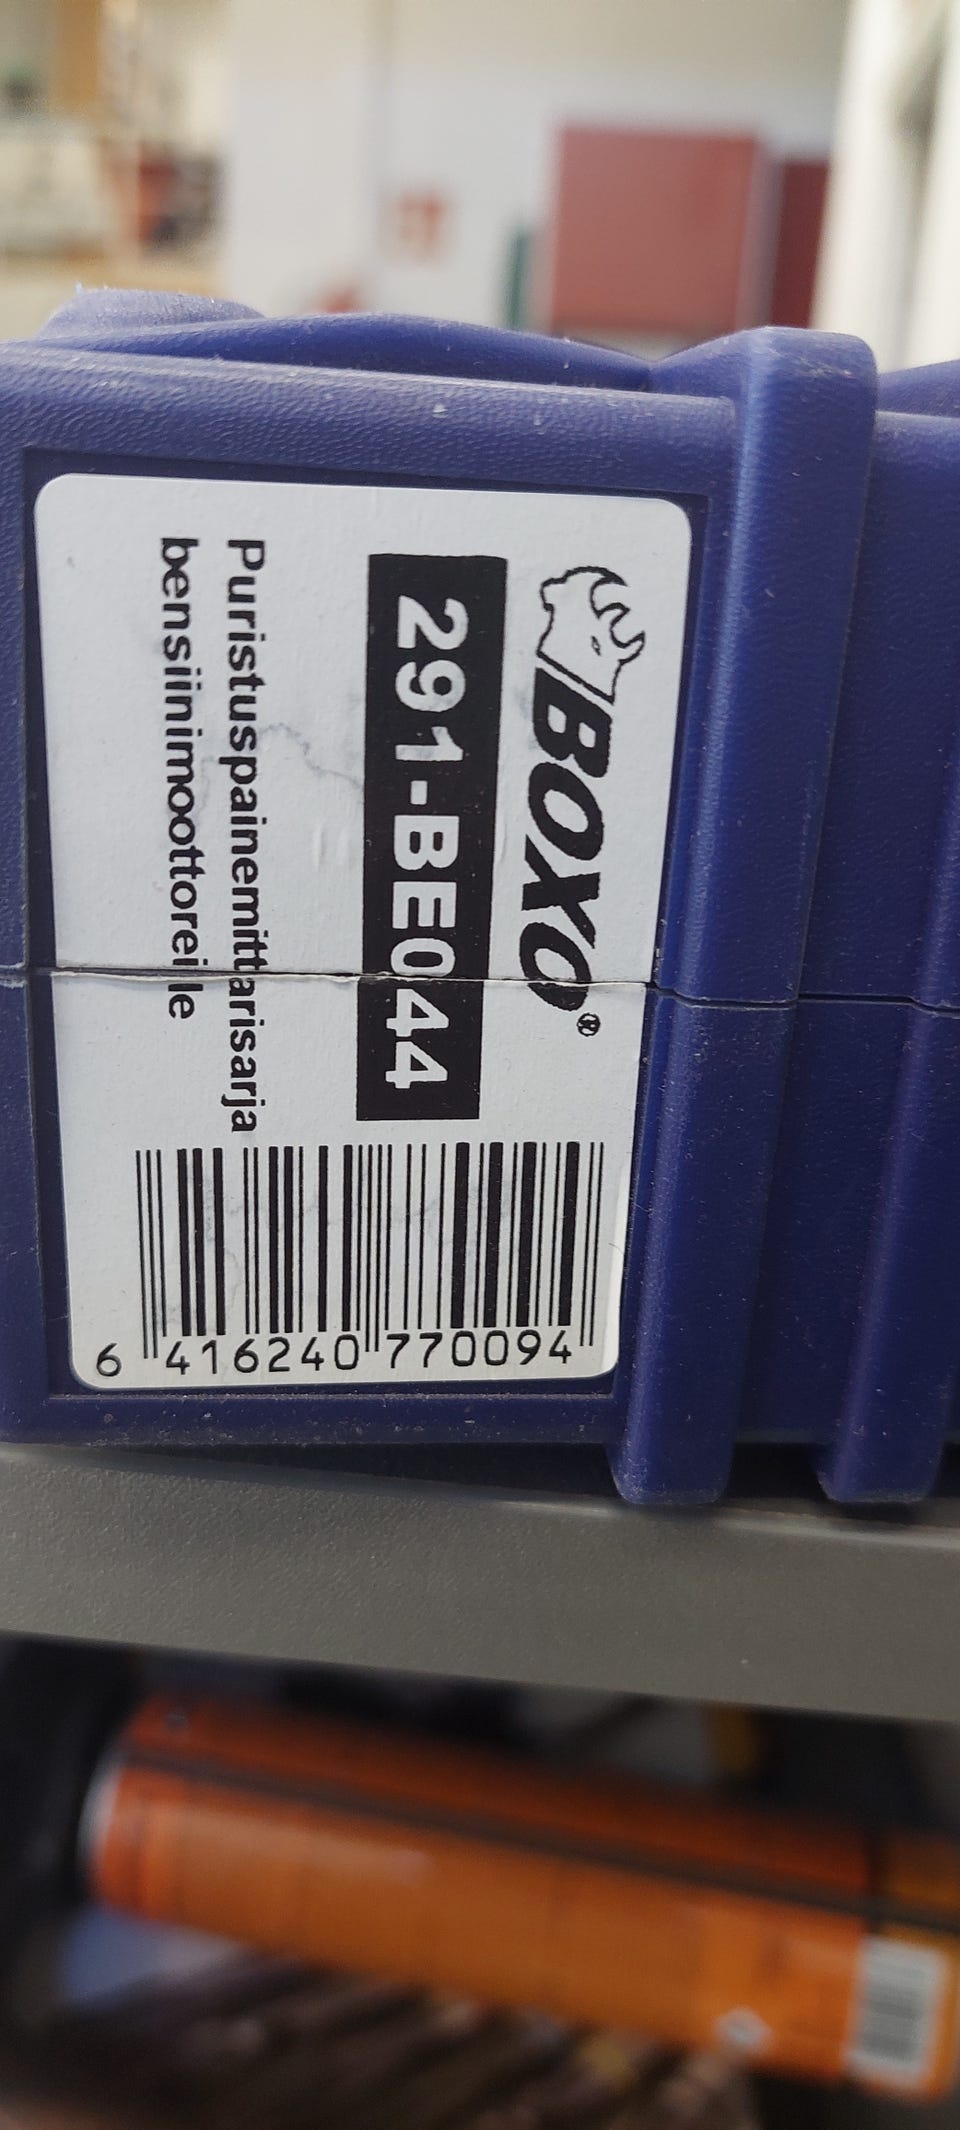 BOXO®
291-BE044
Puristuspainemittarisarja
bensiinimoottoreille
6 416240 770094